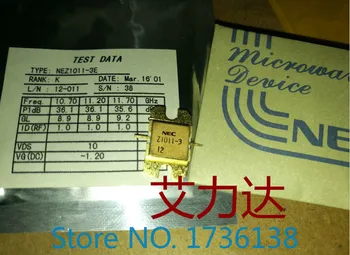 TEST DATA
TYPE: NEZ1011-3E
RANK: K DATE: Mar.16'01
L/N : 12-011 S/N : 38
Freq. 10.70 11.20 11.70 GHz
P1dB 36.1 36.1 35.6
GL 8.9 8.9 9.2
ID(RF) 1.0 1.0 1.0
VDS 10
VG(DC) -1.20
Microwav
Device
NE
NEC
Z1011-3
12
艾力达
Store NO. 1736138